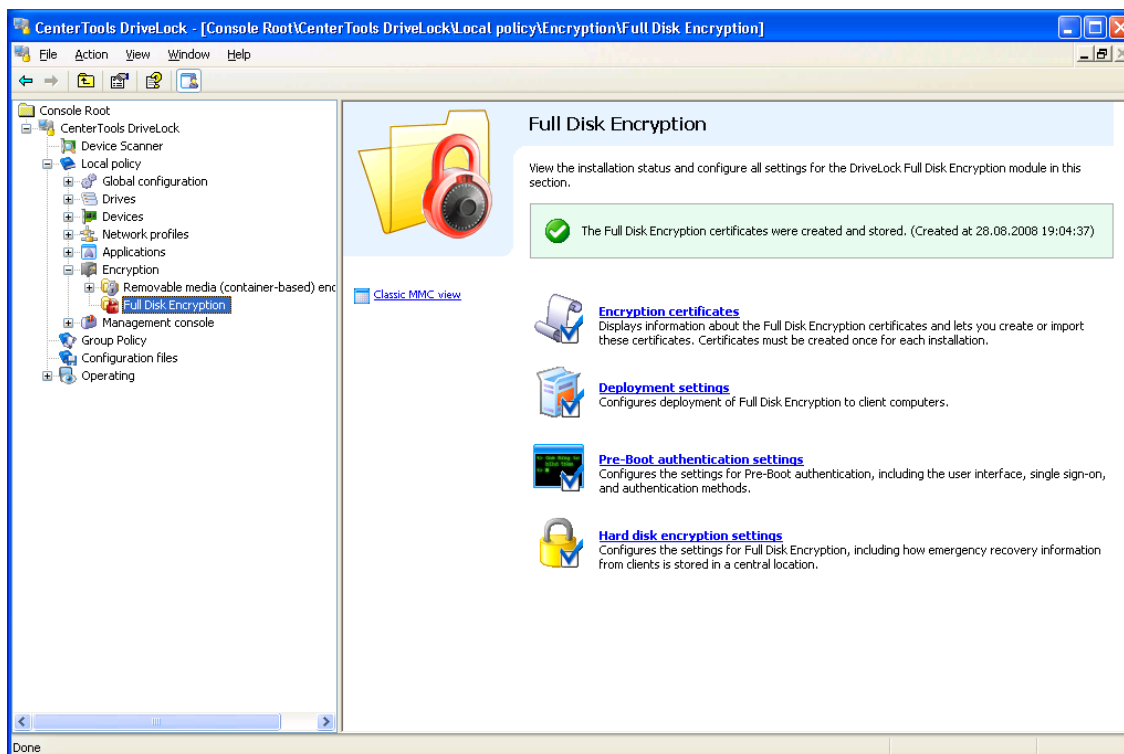 CenterTools DriveLock - [Console Root\CenterTools DriveLock\Local policy\Encryption\Full Disk Encryption]
File Action View Window Help
Console Root
CenterTools DriveLock
Device Scanner
Local policy
Global configuration
Drives
Devices
Network profiles
Applications
Encryption
Removable media (container-based) enc
Full Disk Encryption
Management console
Group Policy
Configuration files
Operating
Full Disk Encryption
View the installation status and configure all settings for the DriveLock Full Disk Encryption module in this
section.
The Full Disk Encryption certificates were created and stored. (Created at 28.08.2008 19:04:37)
Classic MMC view
Encryption certificates
Displays information about the Full Disk Encryption certificates and lets you create or import
these certificates. Certificates must be created once for each installation.
Deployment settings
Configures deployment of Full Disk Encryption to client computers.
Pre-Boot authentication settings
Configures the settings for Pre-Boot authentication, including the user interface, single sign-on,
and authentication methods.
Hard disk encryption settings
Configures the settings for Full Disk Encryption, including how emergency recovery information
from clients is stored in a central location.
Done